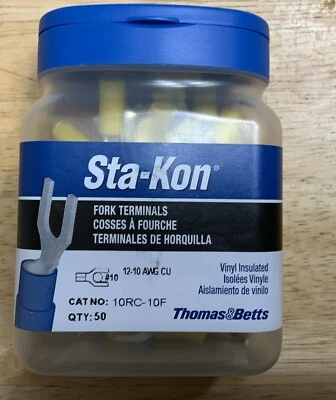 Sta-Kon®
FORK TERMINALS
COSSES À FOURCHE
TERMINALES DE HORQUILLA
#10 12-10 AWG CU
CAT NO: 10RC-10F
QTY: 50
Vinyl Insulated
Isolées Vinyle
Aislamiento de vinilo
Thomas&Betts